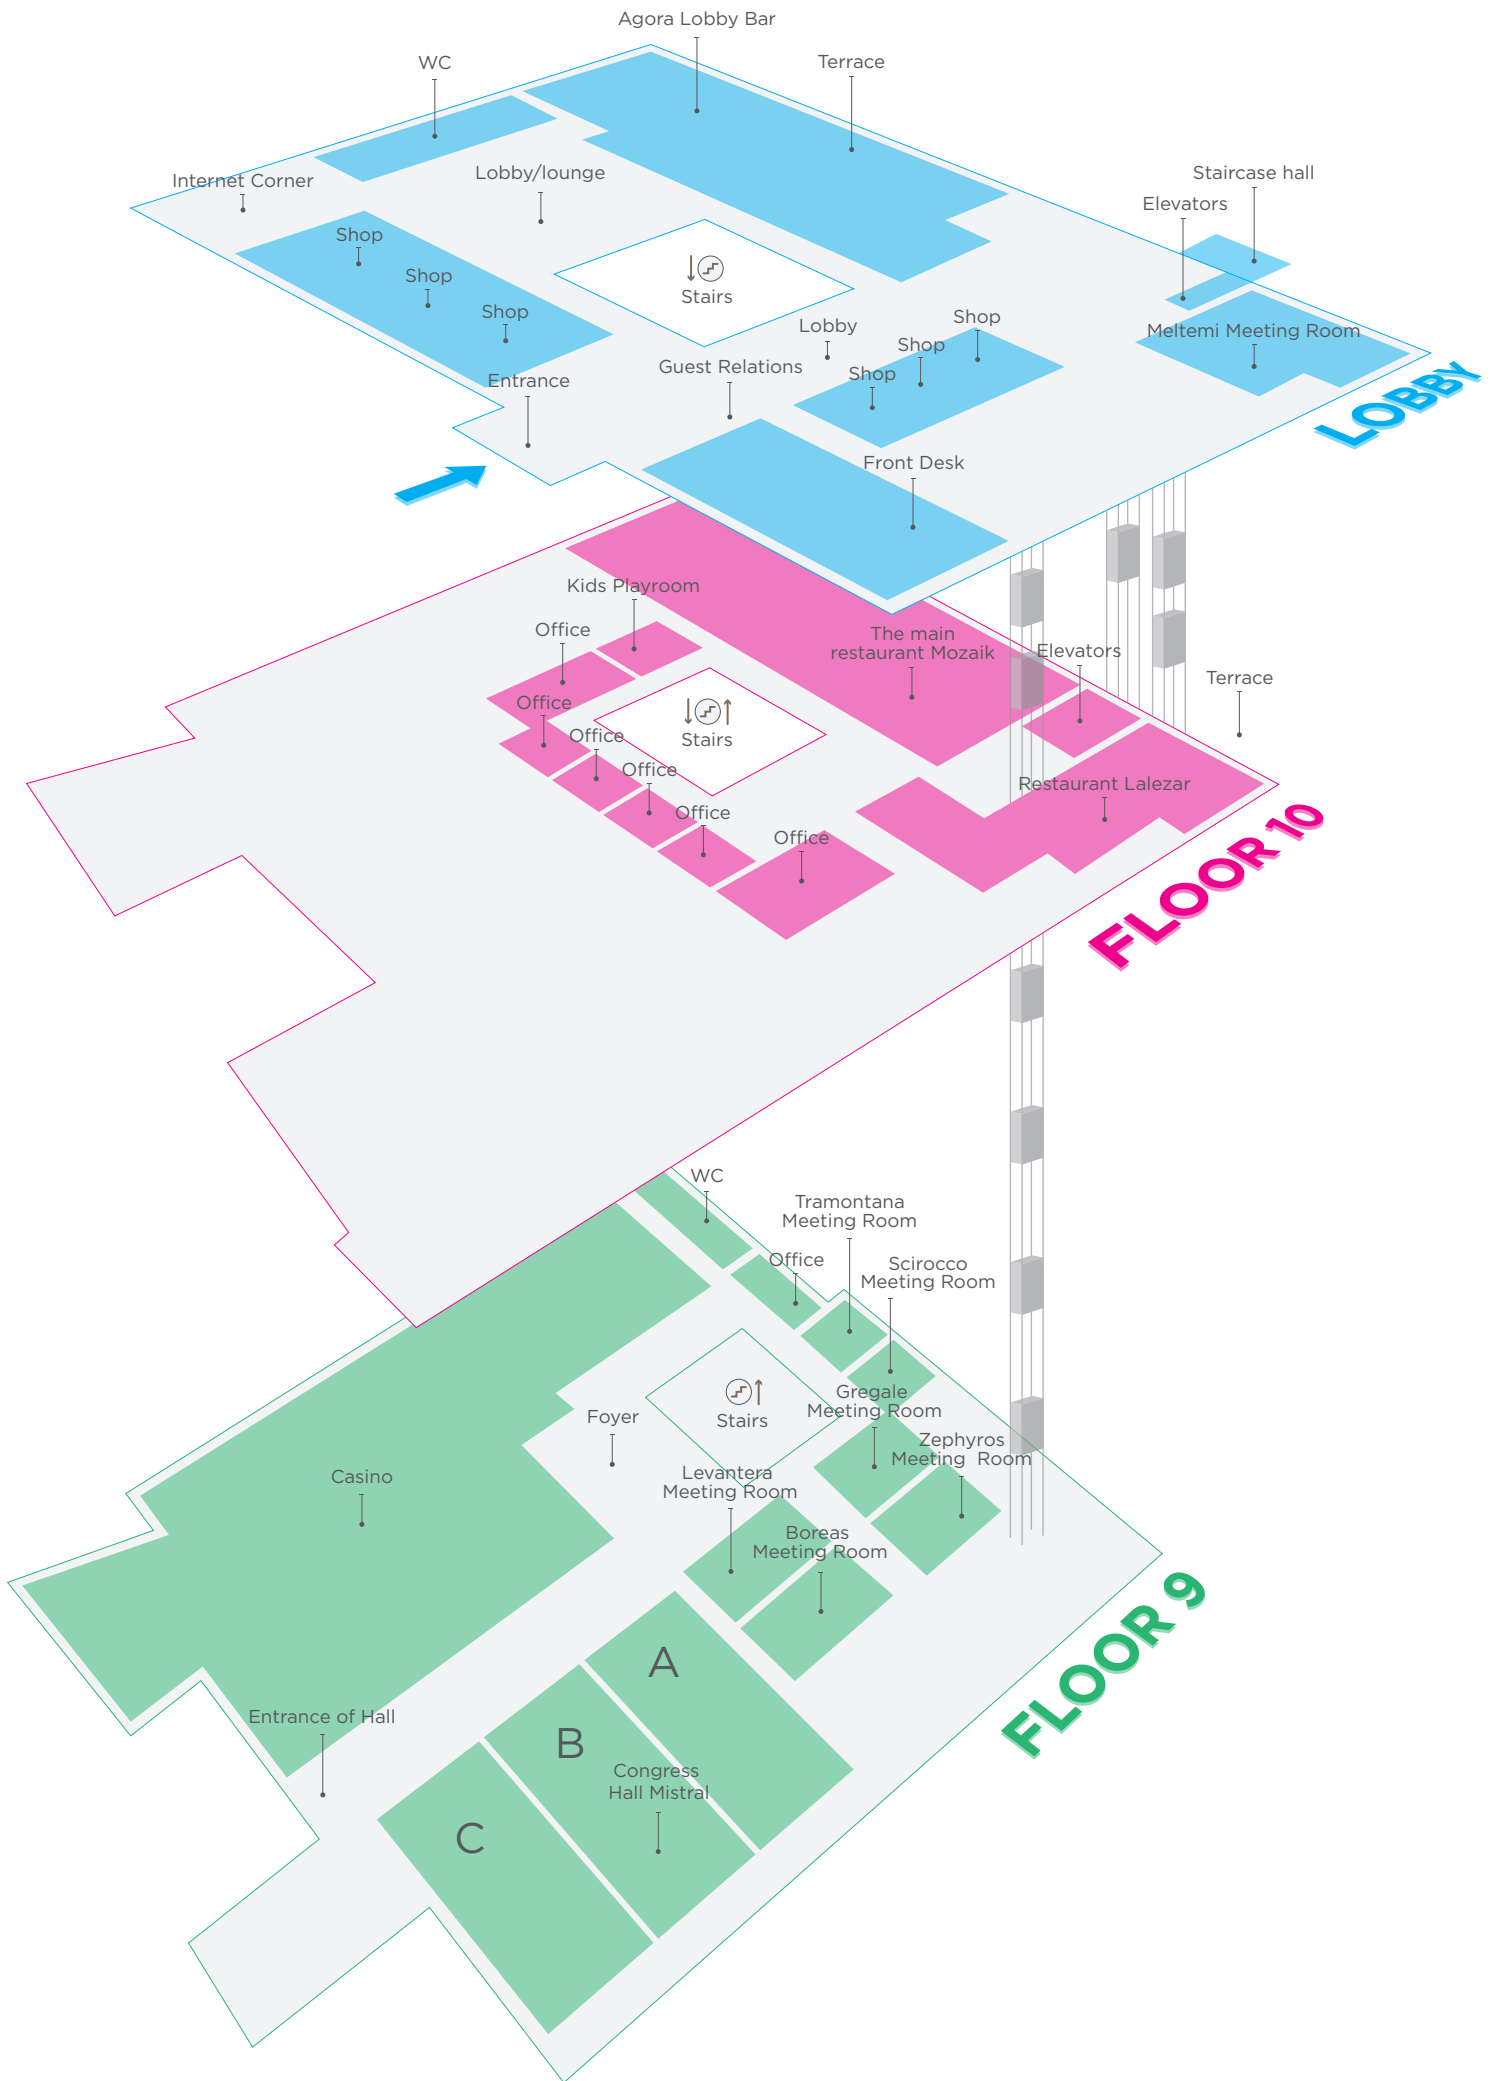 Agora Lobby Bar
WC
Terrace
Internet Corner
Lobby/lounge
Staircase hall
Elevators
Shop
Shop
Shop
Stairs
Lobby
Shop
Shop
Shop
Meltemi Meeting Room
Guest Relations
Entrance
Front Desk
LOBBY
Kids Playroom
Office
The main
restaurant Mozaik
Elevators
Terrace
Office
Office
Stairs
Office
Office
Office
Restaurant Lalezar
FLOOR 10
WC
Tramontana
Meeting Room
Office
Scirocco
Meeting Room
Gregale
Meeting Room
Stairs
Foyer
Zephyros
Meeting Room
Casino
Levantera
Meeting Room
Boreas
Meeting Room
A
B
C
Entrance of Hall
Congress
Hall Mistral
FLOOR 9